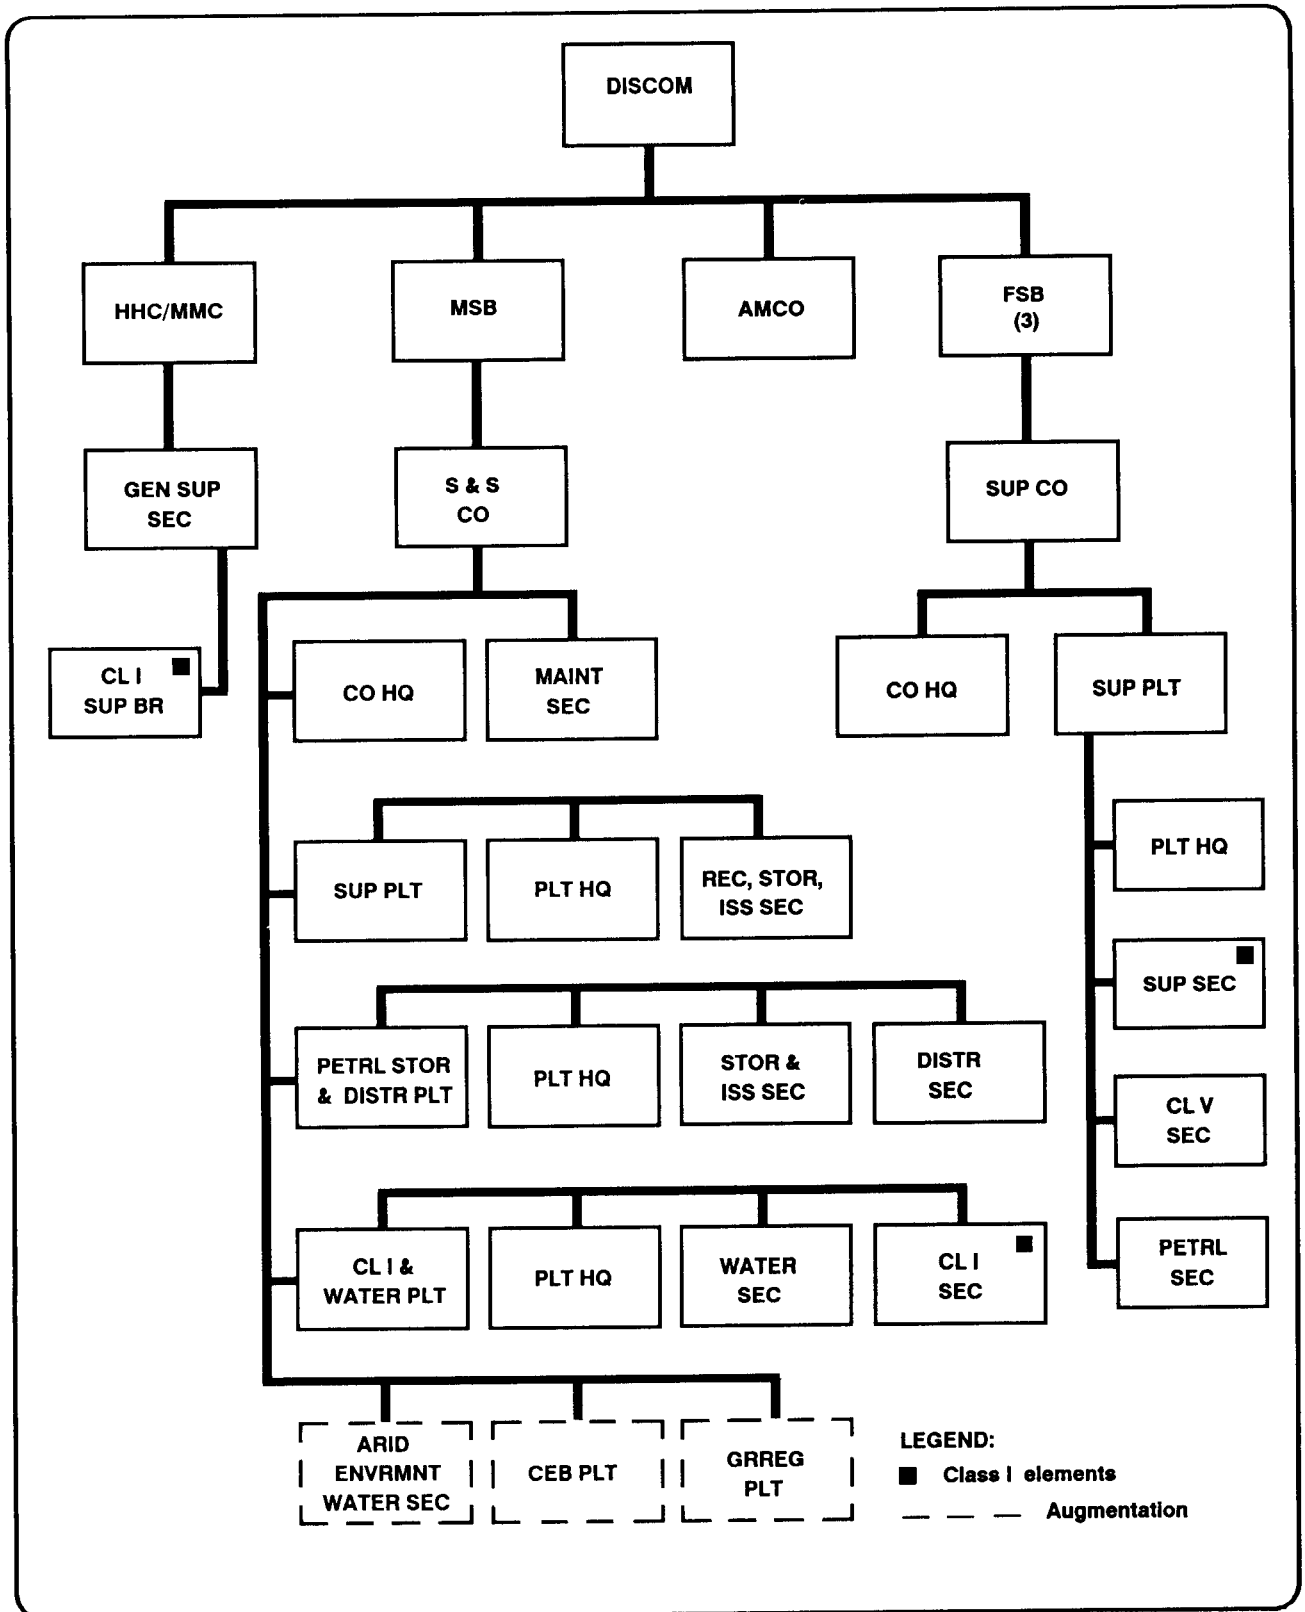 DISCOM
HHC/MMC
MSB
AMCO
FSB
(3)
GEN SUP
SEC
S & S
CO
SUP CO
CL I
SUP BR
CO HQ
MAINT
SEC
CO HQ
SUP PLT
SUP PLT
PLT HQ
REC, STOR,
ISS SEC
PLT HQ
SUP SEC
PETRL STOR
& DISTR PLT
PLT HQ
STOR &
ISS SEC
DISTR
SEC
CL V
SEC
CL I &
WATER PLT
PLT HQ
WATER
SEC
CL I
SEC
PETRL
SEC
ARID
ENVRMNT
WATER SEC
CEB PLT
GRREG
PLT
LEGEND:
Class I elements
Augmentation